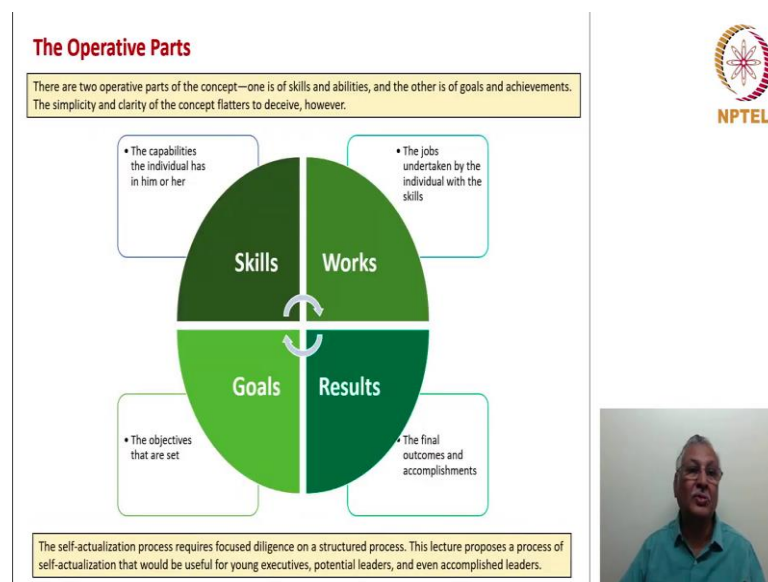 The Operative Parts
There are two operative parts of the concept—one is of skills and abilities, and the other is of goals and achievements.
The simplicity and clarity of the concept flatters to deceive, however.
NPTEL
• The capabilities
the individual has
in him or her
• The jobs
undertaken by the
individual with the
skills
Skills
Works
Goals
Results
• The objectives
that are set
• The final
outcomes and
accomplishments
The self-actualization process requires focused diligence on a structured process. This lecture proposes a process of
self-actualization that would be useful for young executives, potential leaders, and even accomplished leaders.